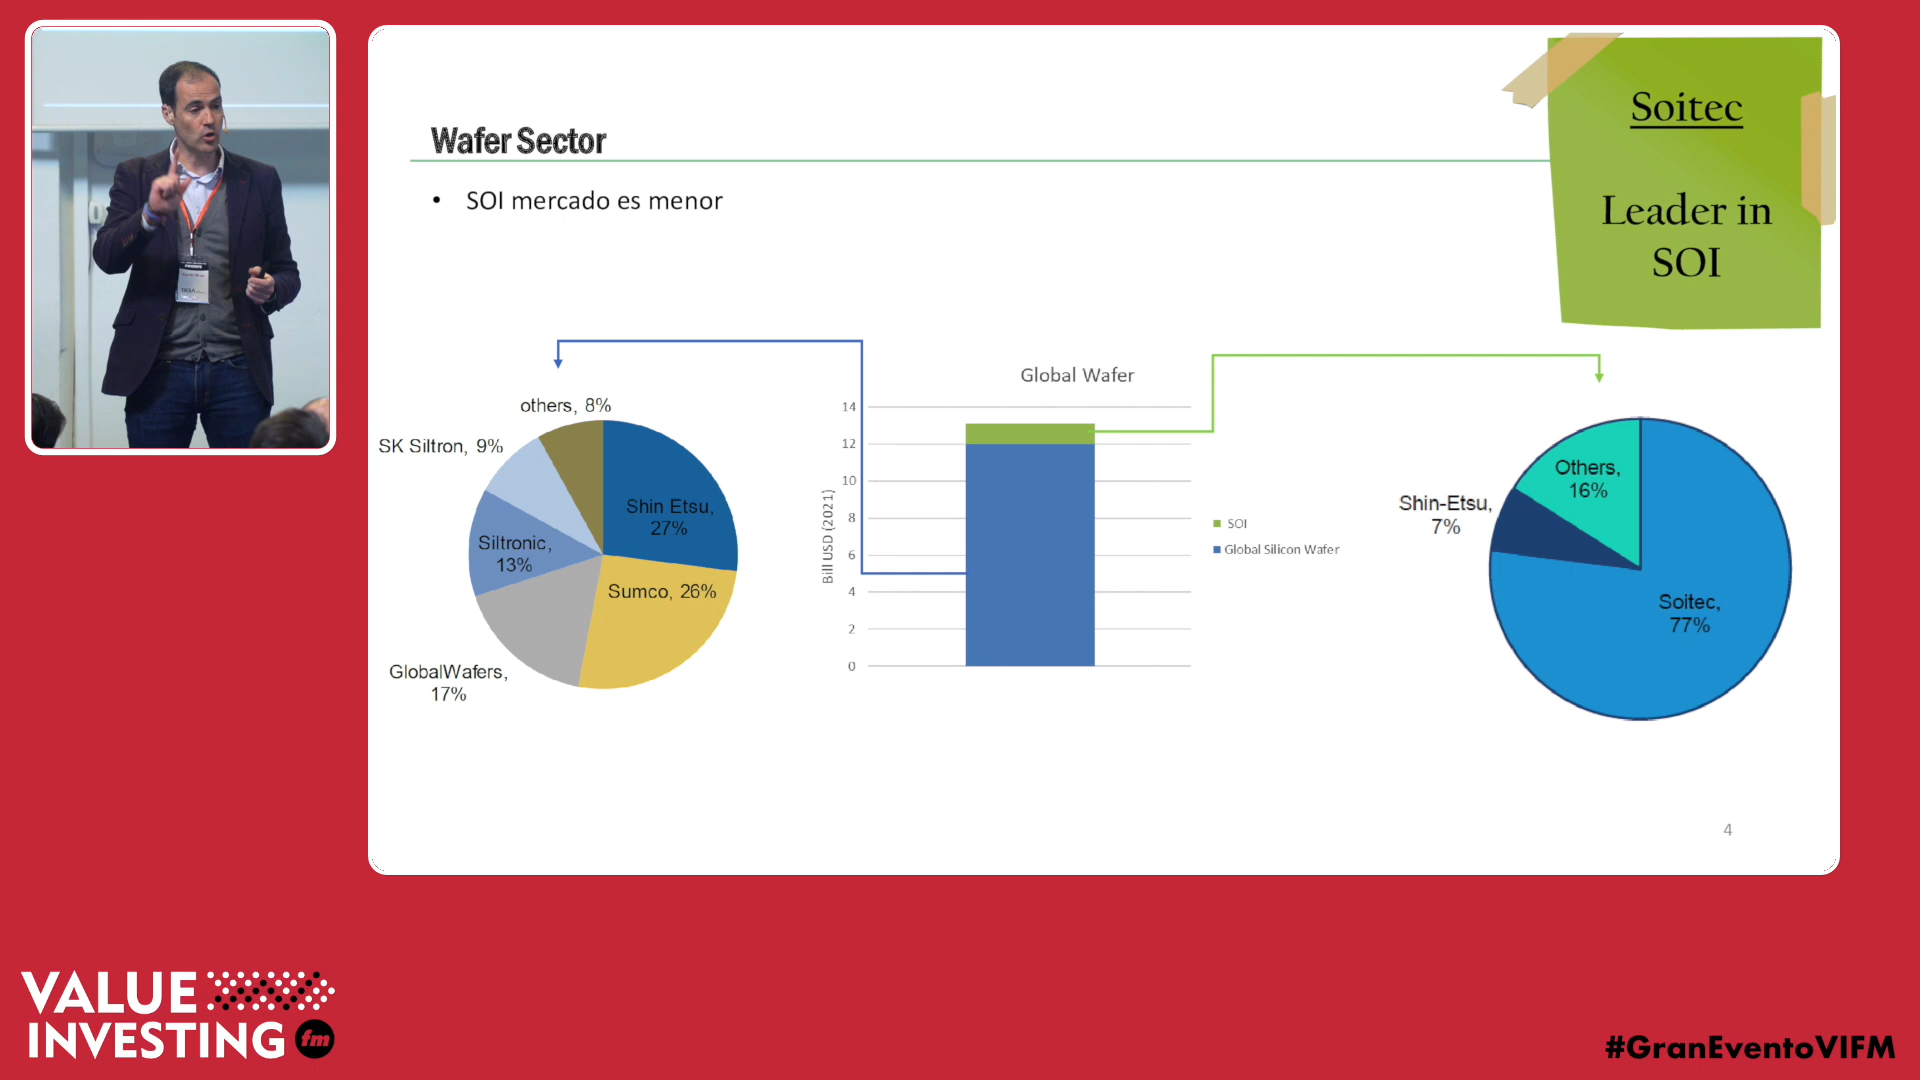 Wafer Sector
• SOI mercado es menor
Soitec
Leader in
SOI
others, 8%
SK Siltron, 9%
Siltronic,
13%
GlobalWafers,
17%
Shin Etsu,
27%
Sumco, 26%
Global Wafer
Bill USD (2021)
14
12
10
8
6
4
2
0
SOI
Global Silicon Wafer
Shin-Etsu,
7%
Others,
16%
Soitec,
77%
4
VALUE
INVESTING fm
#GranEventoVIFM